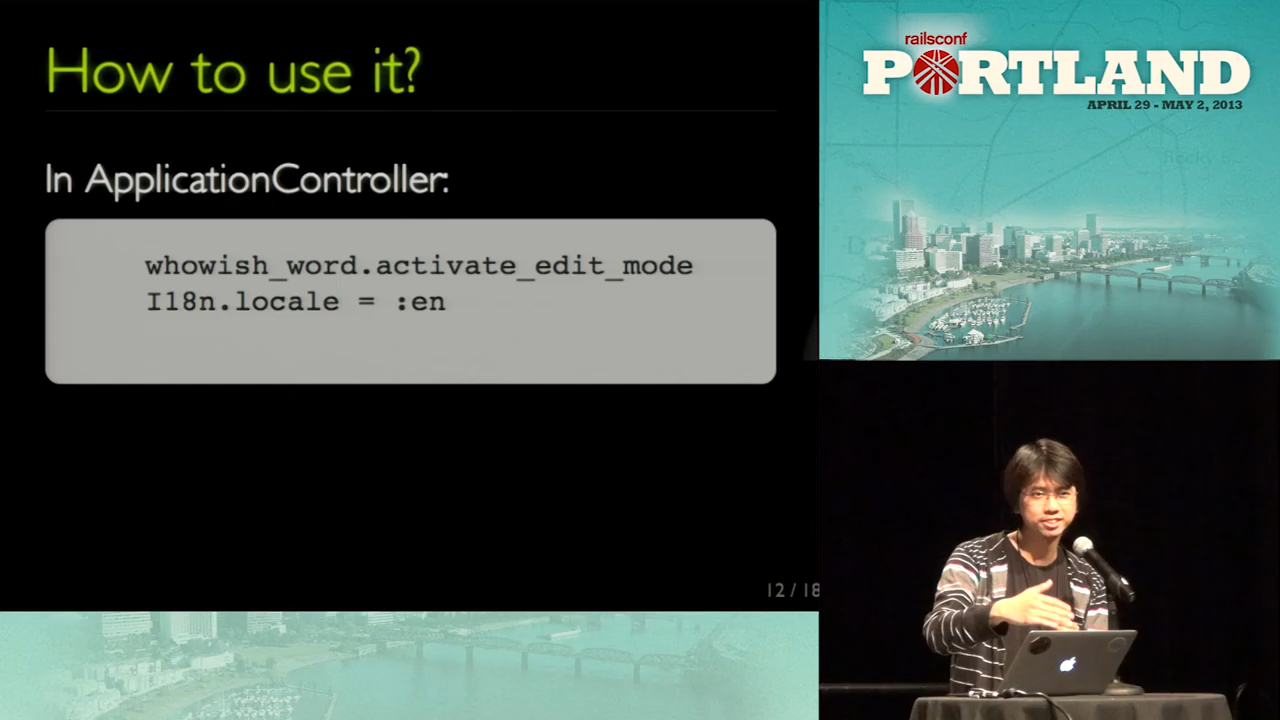 How to use it?
In ApplicationController:
whowish_word.activate_edit_mode
I18n.locale = :en
12 / 18
railsconf
PORTLAND
APRIL 29 - MAY 2, 2013